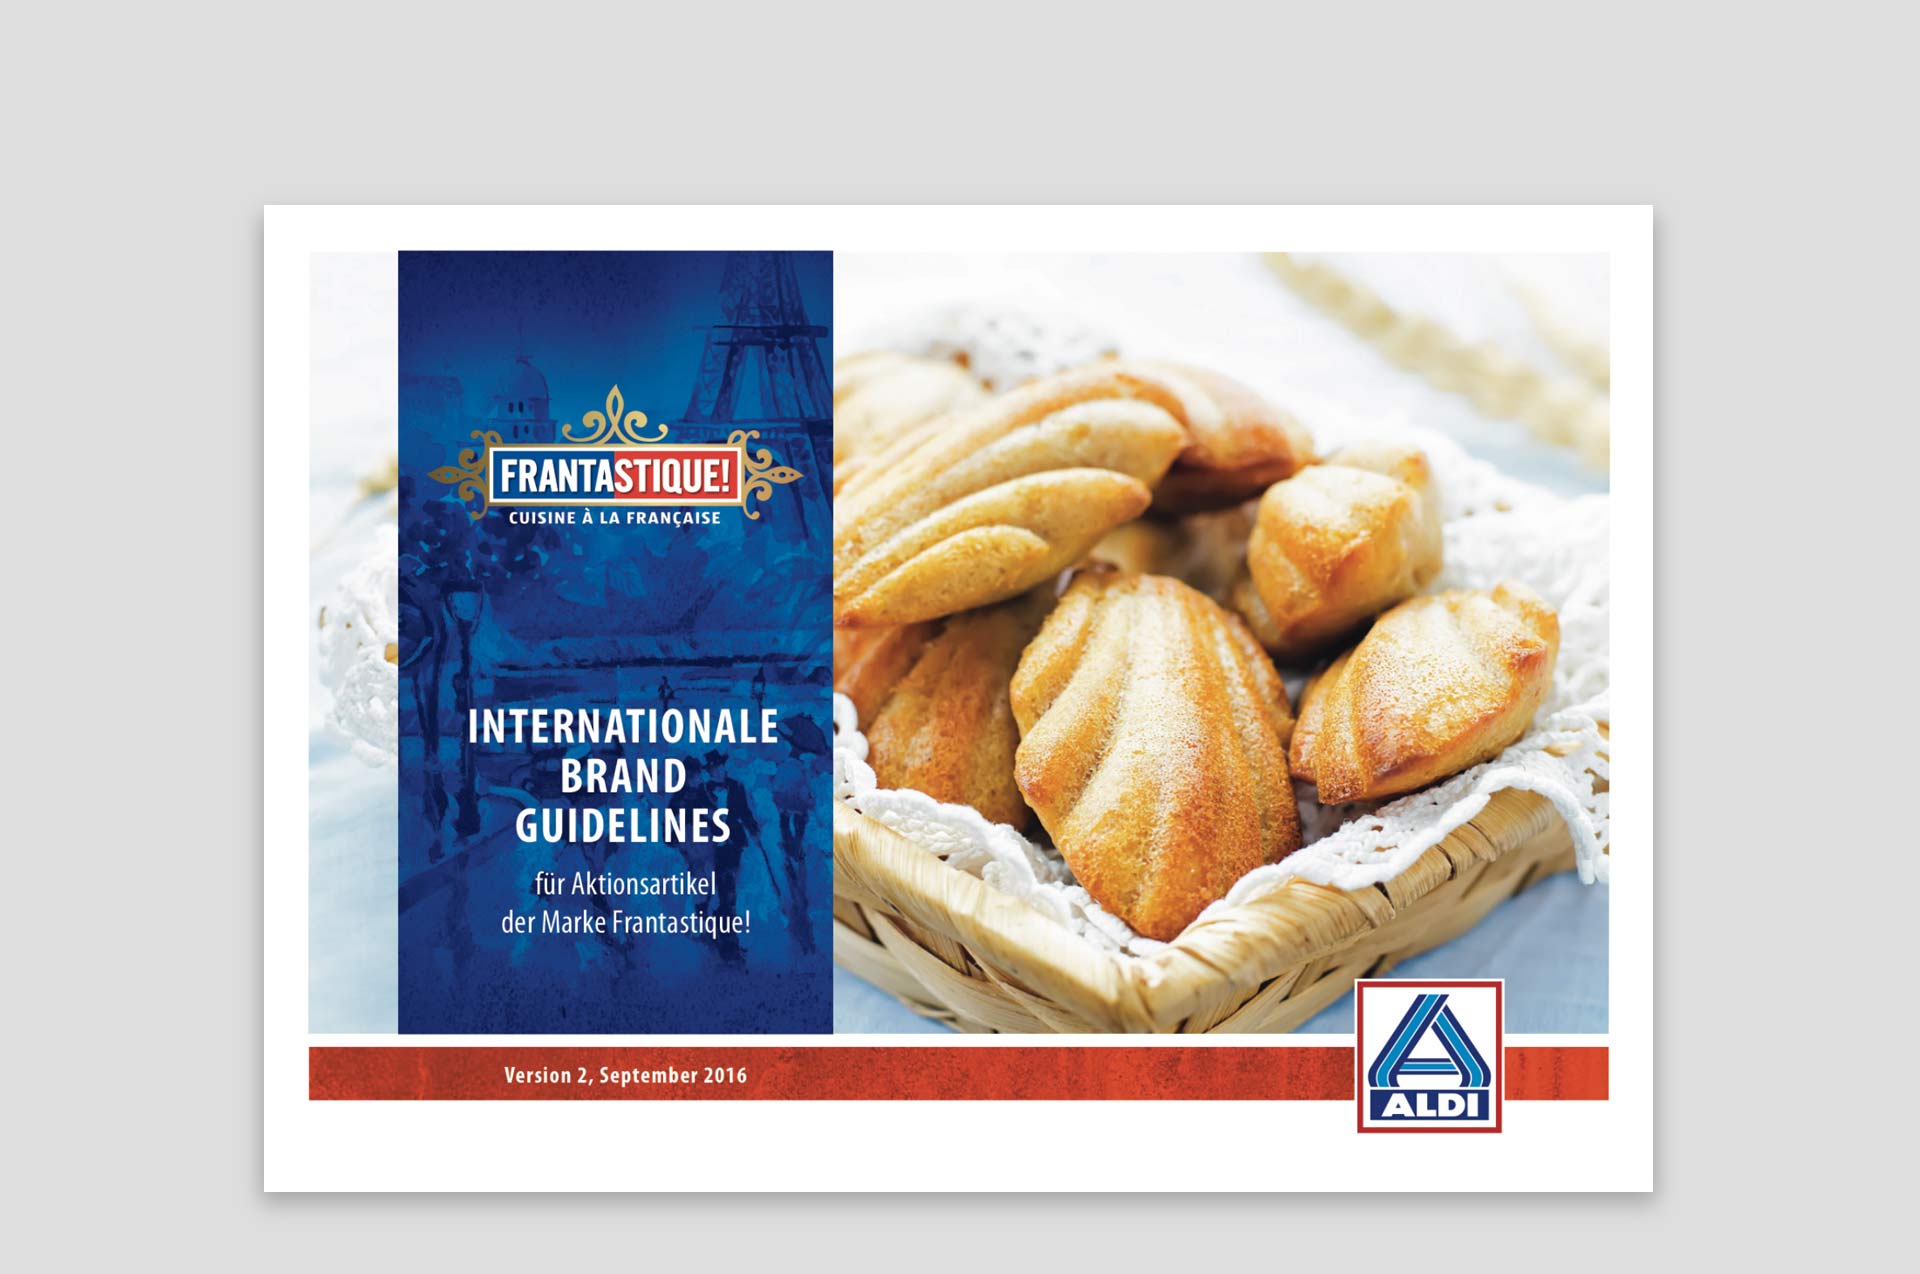 FRANTASTIQUE!
CUISINE À LA FRANÇAISE
INTERNATIONALE
BRAND
GUIDELINES
für Aktionsartikel
der Marke Frantastique!
Version 2, September 2016
ALDI